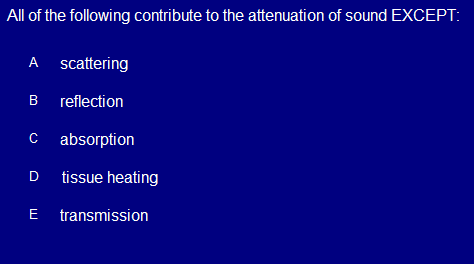 All of the following contribute to the attenuation of sound EXCEPT:
A scattering
B reflection
C absorption
D tissue heating
E transmission